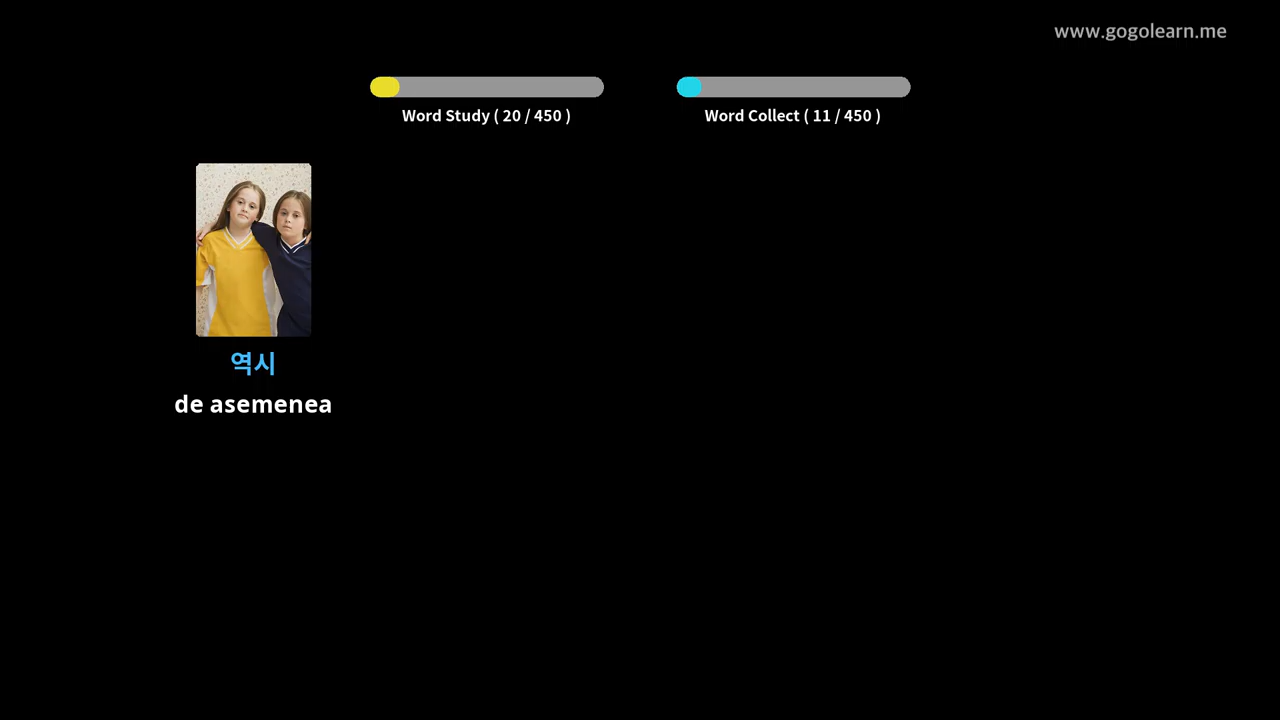 www.gogolearn.me
Word Study ( 20 / 450 )
Word Collect ( 11 / 450 )
역시
de asemenea